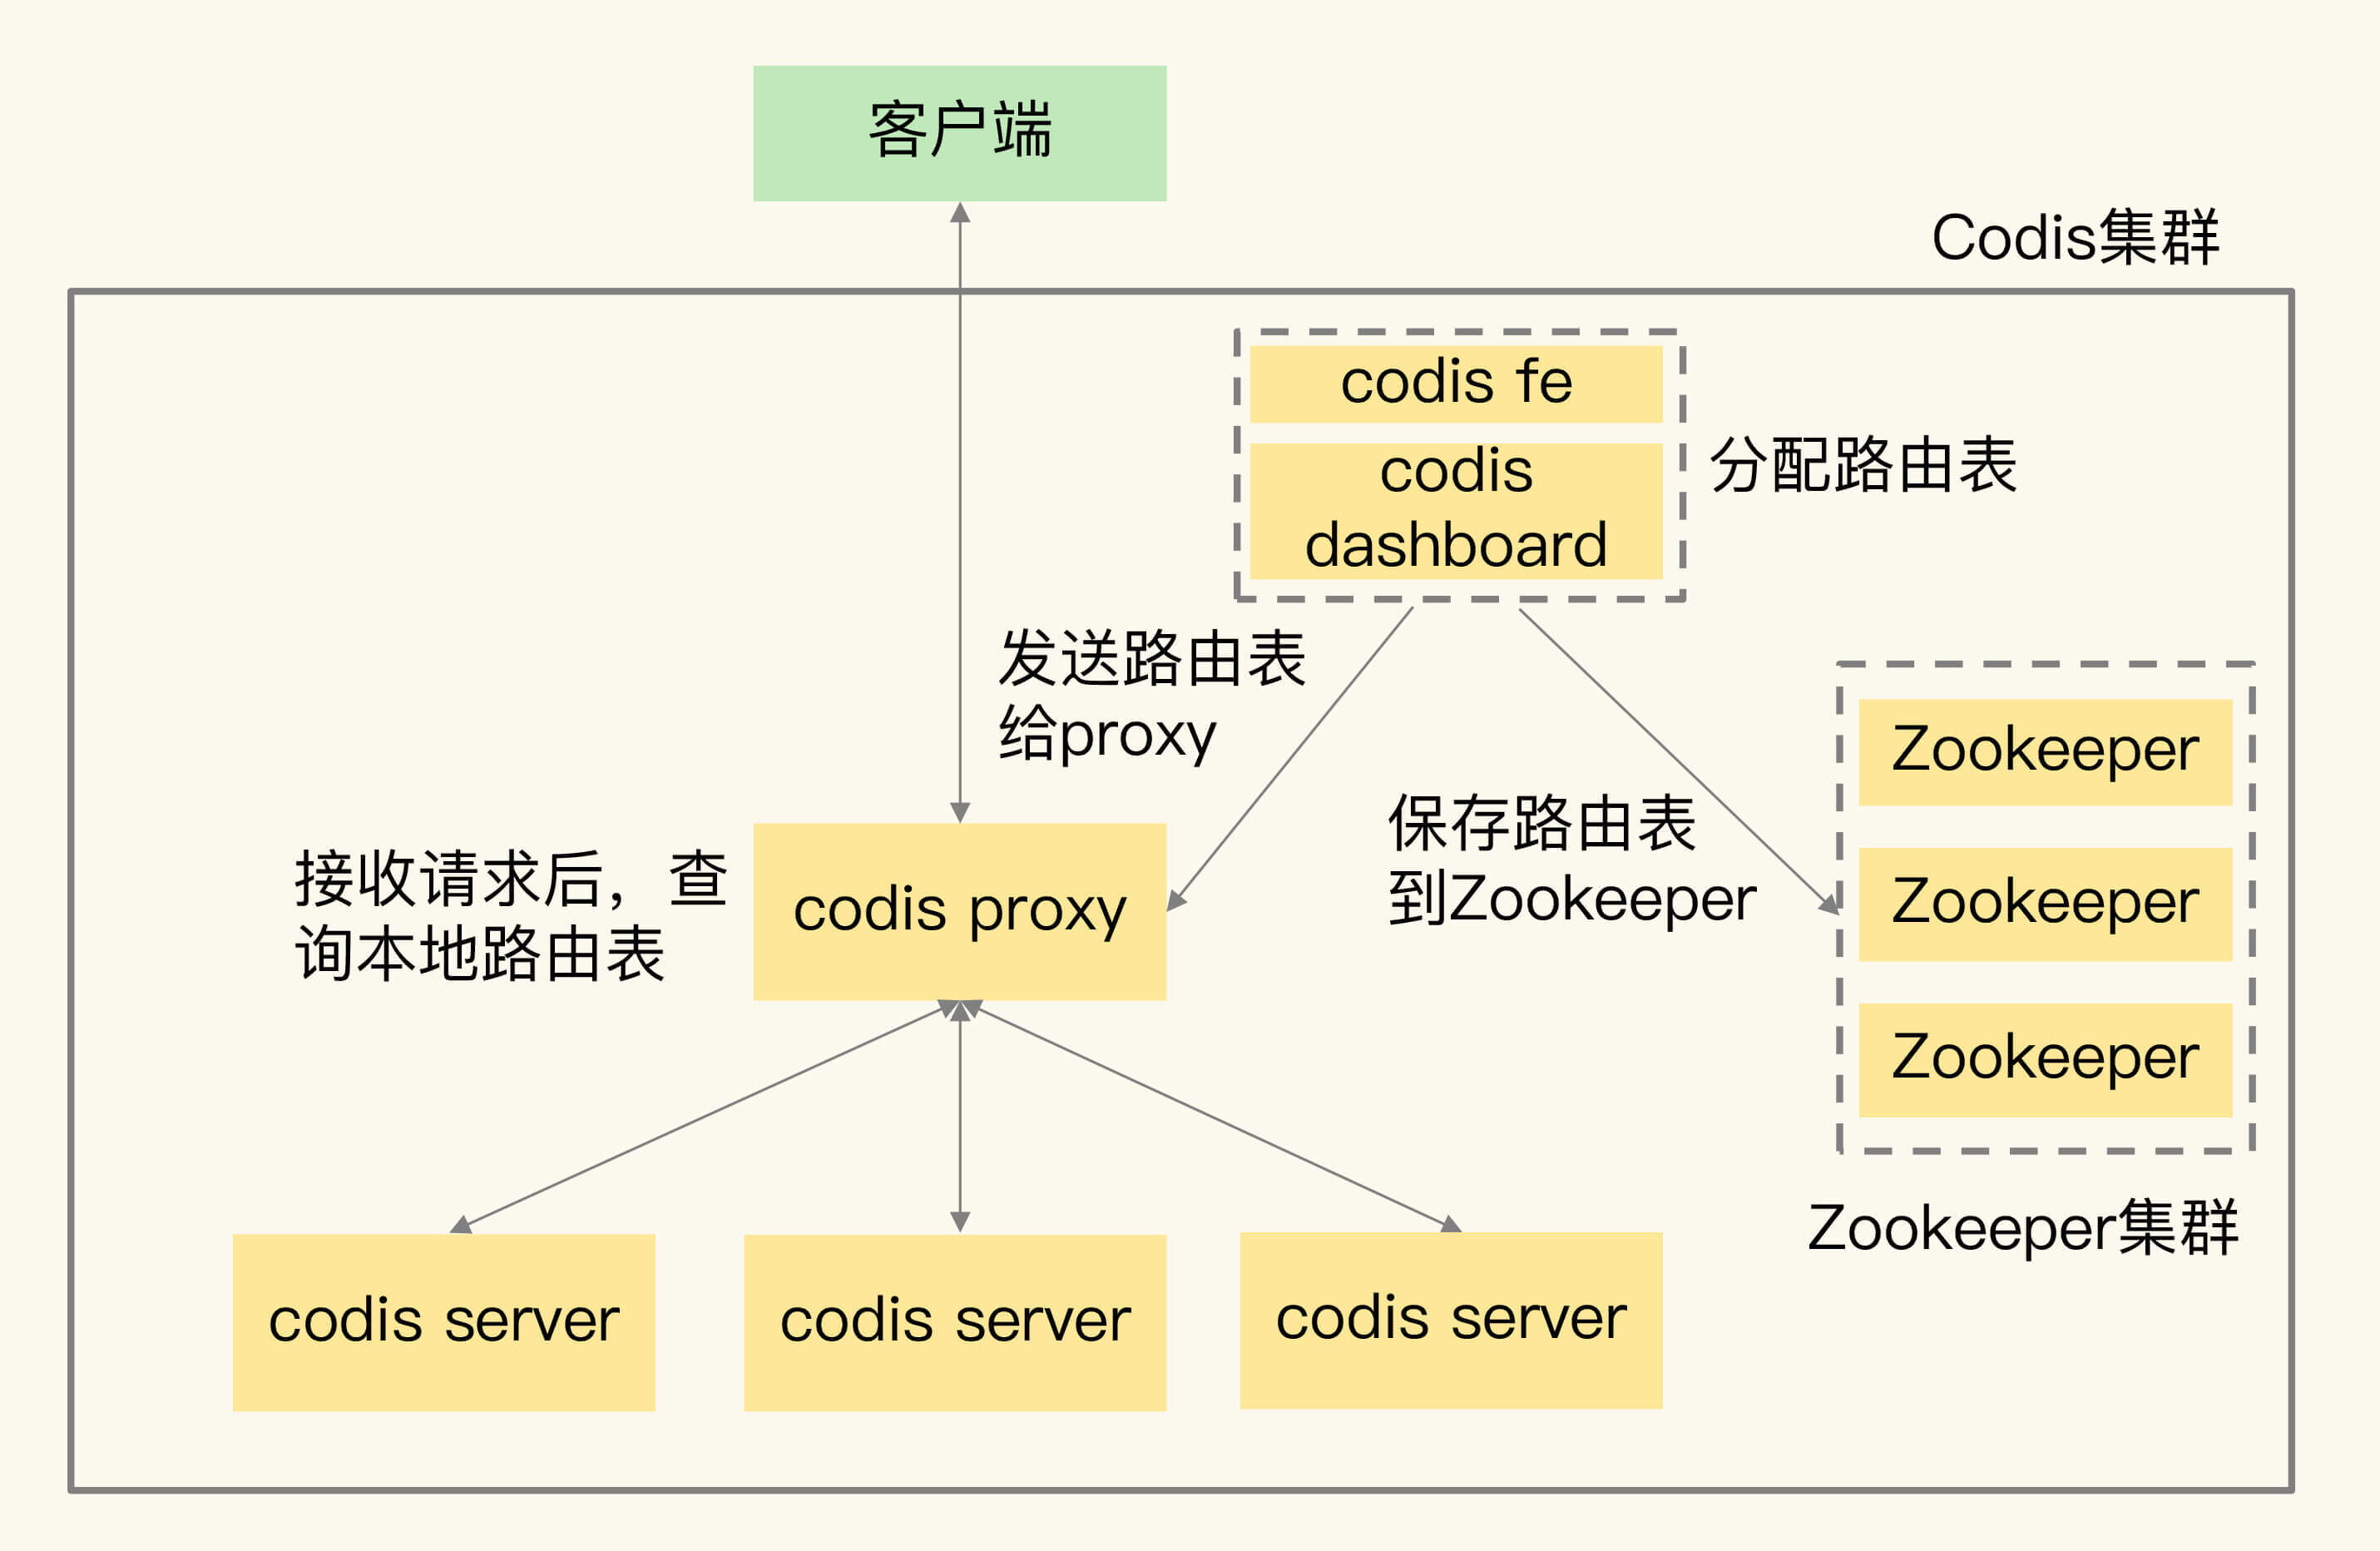 客户端
Codis集群
codis fe
codis
dashboard
分配路由表
发送路由表
给proxy
保存路由表
到Zookeeper
Zookeeper
Zookeeper
Zookeeper
Zookeeper集群
接收请求后，查
询本地路由表
codis proxy
codis server
codis server
codis server